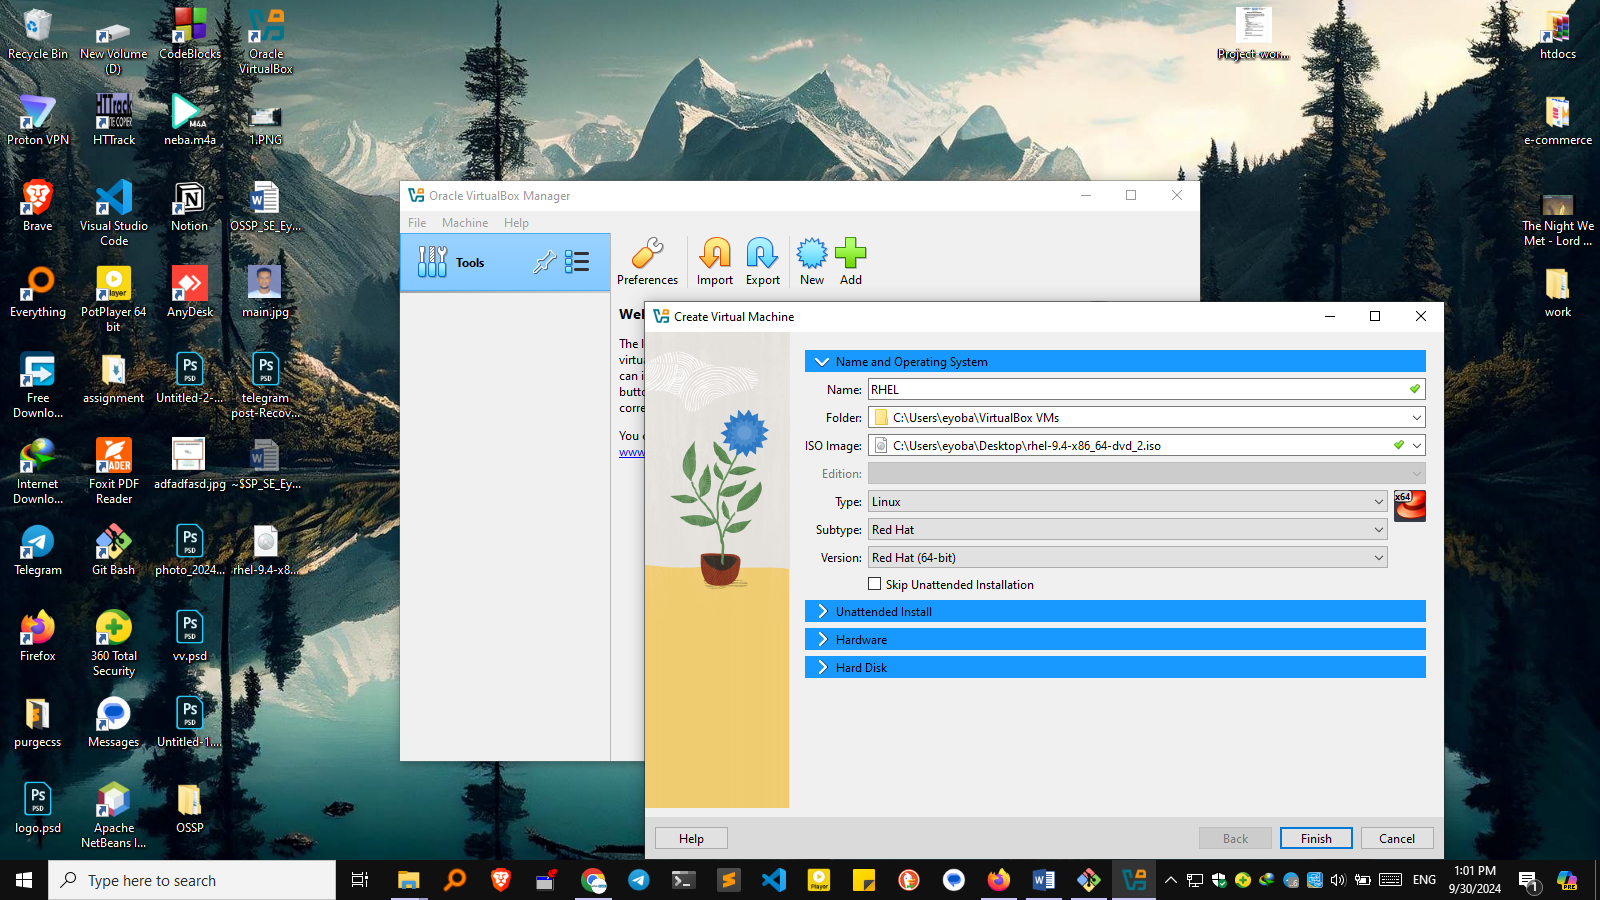 Recycle Bin
New Volume (D)
CodeBlocks
Oracle VirtualBox
Proton VPN
HTTrack
neba.m4a
1.PNG
Brave
Visual Studio Code
Notion
OSSP_SE_Ey...
Everything
PotPlayer 64 bit
AnyDesk
main.jpg
Free Downlo...
assignment
Untitled-2-...
telegram post-Recov...
Internet Downlo...
Foxit PDF Reader
adfadfasd.jpg
~$SP_SE_Ey...
Telegram
Git Bash
photo_2024...
rhel-9.4-x8...
Firefox
360 Total Security
vv.psd
purgecss
Messages
Untitled-1....
logo.psd
Apache NetBeans I...
OSSP
Project-wor...
htdocs
e-commerce
The Night We Met - Lord ...
work
Oracle VirtualBox Manager
File
Machine
Help
Tools
Preferences
Import
Export
New
Add
Wel
The l
virtua
can i
butto
corre
You c
www
Create Virtual Machine
Name and Operating System
Name: RHEL
Folder: C:\Users\eyoba\VirtualBox VMs
ISO Image: C:\Users\eyoba\Desktop\rhel-9.4-x86_64-dvd_2.iso
Edition:
Type: Linux
x64
Subtype: Red Hat
Version: Red Hat (64-bit)
Skip Unattended Installation
Unattended Install
Hardware
Hard Disk
Help
Back
Finish
Cancel
Type here to search
ENG
1:01 PM
9/30/2024
1